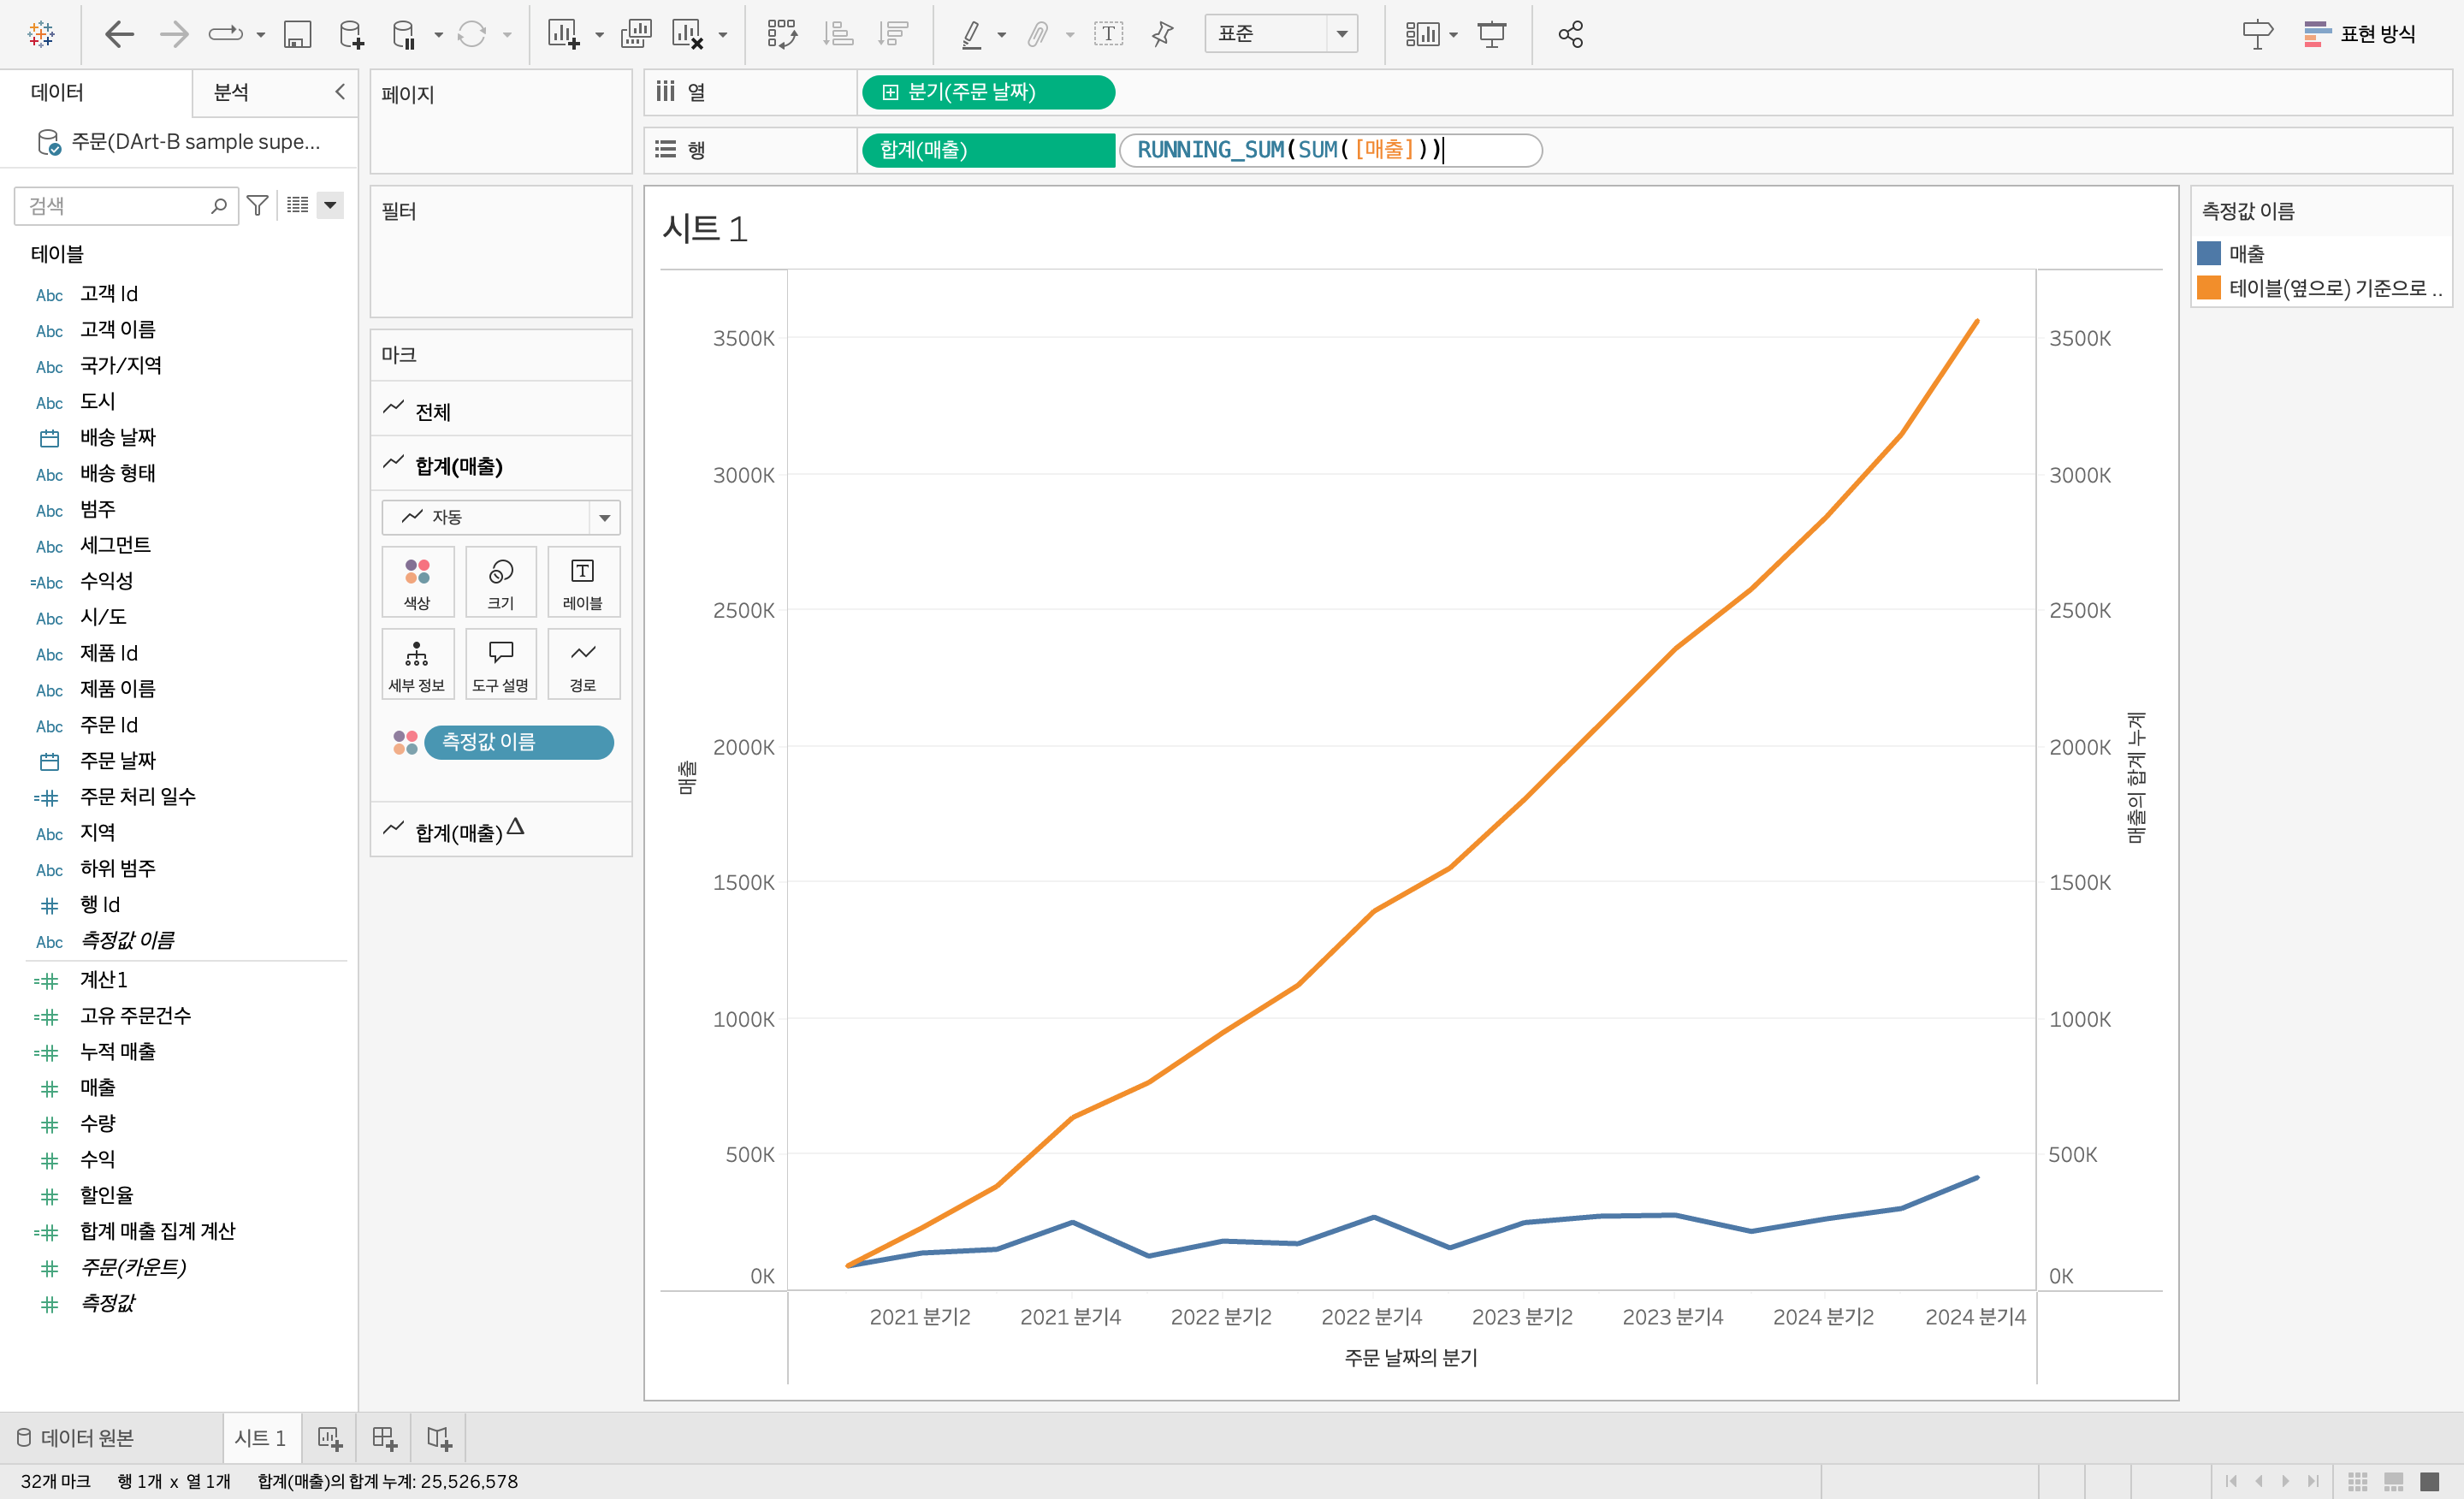 표준
표현 방식
데이터
분석
주문(DArt-B sample supe...
검색
테이블
Abc 고객 Id
Abc 고객 이름
Abc 국가/지역
Abc 도시
배송 날짜
Abc 배송 형태
Abc 범주
Abc 세그먼트
=Abc 수익성
Abc 시/도
Abc 제품 Id
Abc 제품 이름
Abc 주문 Id
주문 날짜
=# 주문 처리 일수
Abc 지역
Abc 하위 범주
# 행 Id
Abc 측정값 이름
=# 계산1
=# 고유 주문건수
=# 누적 매출
# 매출
# 수량
# 수익
# 할인율
=# 합계 매출 집계 계산
# 주문(카운트)
# 측정값
페이지
필터
마크
전체
합계(매출)
자동
색상
크기
레이블
세부 정보
도구 설명
경로
측정값 이름
합계(매출) Δ
열
분기(주문 날짜)
행
합계(매출)
RUNNING_SUM(SUM([매출]))
시트 1
매출
3500K
3000K
2500K
2000K
1500K
1000K
500K
0K
3500K
3000K
2500K
2000K
1500K
1000K
500K
0K
매출의 합계 누계
2021 분기2
2021 분기4
2022 분기2
2022 분기4
2023 분기2
2023 분기4
2024 분기2
2024 분기4
주문 날짜의 분기
측정값 이름
매출
테이블(옆으로) 기준으로 ..
데이터 원본
시트 1
32개 마크
행 1개 x 열 1개
합계(매출)의 합계 누계: 25,526,578